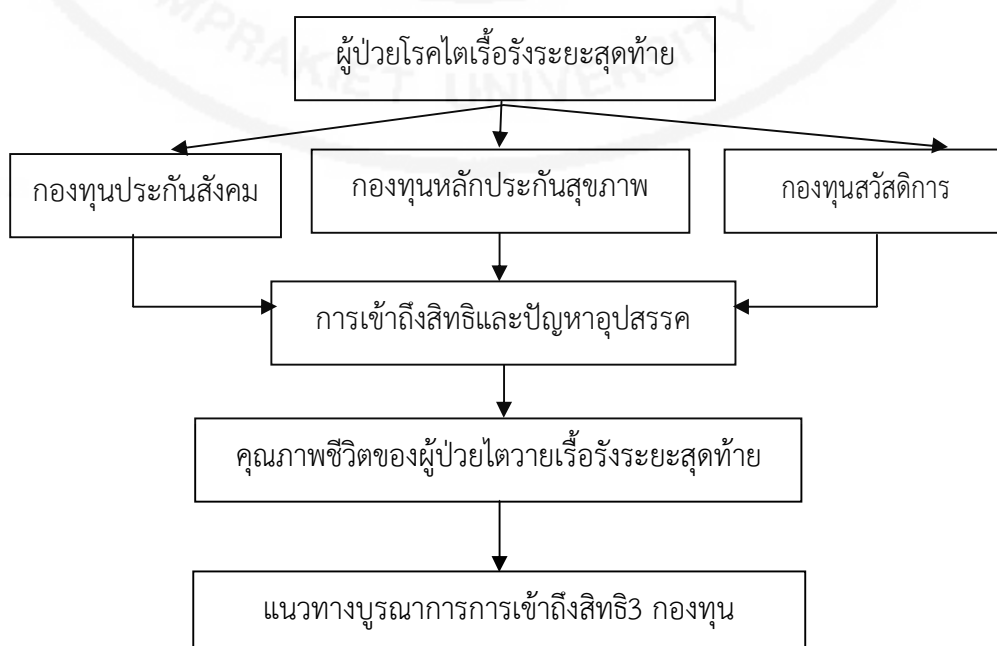 MPRAKIET UNIVERSITY
ผู้ป่วยโรคไตเรื้อรังระยะสุดท้าย
กองทุนประกันสังคม
กองทุนหลักประกันสุขภาพ
กองทุนสวัสดิการ
การเข้าถึงสิทธิและปัญหาอุปสรรค
คุณภาพชีวิตของผู้ป่วยไตวายเรื้อรังระยะสุดท้าย
แนวทางบูรณาการการเข้าถึงสิทธิ3 กองทุน